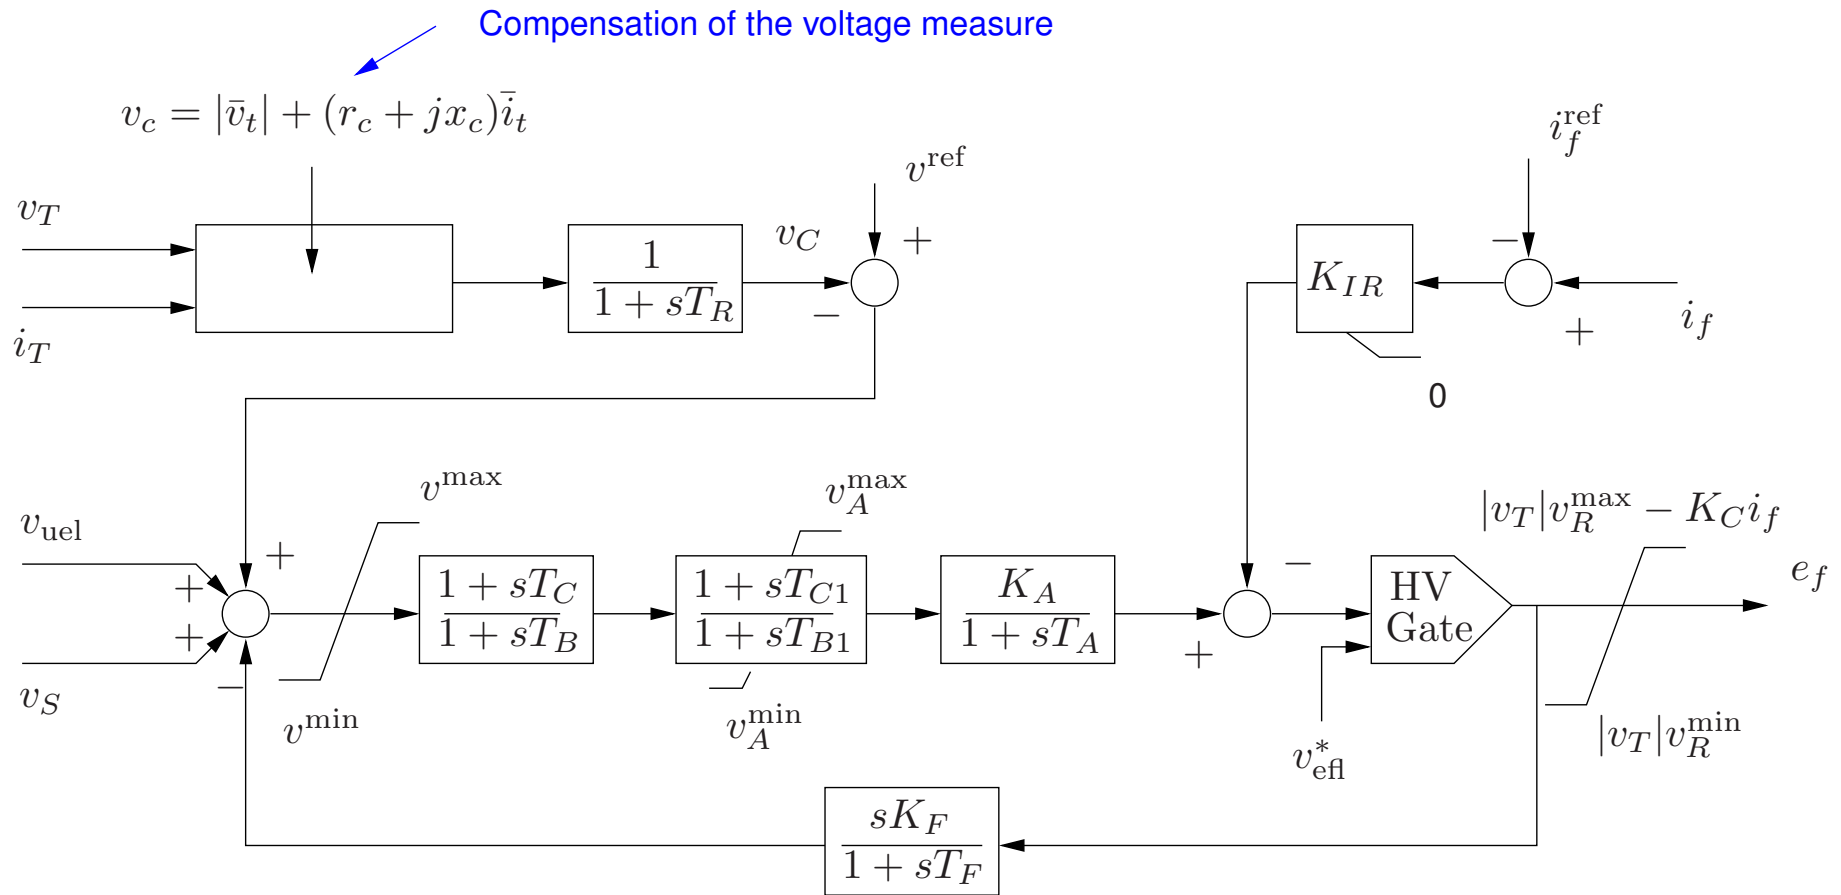 Compensation of the voltage measure
v_c = |v̄_t| + (r_c + jx_c)ī_t
i_f^ref
v^ref
v_T
1 / (1 + sT_R)
v_C
+
−
K_IR
−
+
i_T
i_f
0
v^max
v_A^max
|v_T|v_R^max − K_C i_f
v_uel
+
+
+
−
(1 + sT_C) / (1 + sT_B)
(1 + sT_C1) / (1 + sT_B1)
K_A / (1 + sT_A)
−
+
HV
Gate
e_f
v_S
v^min
v_A^min
v_efl^*
|v_T|v_R^min
sK_F / (1 + sT_F)